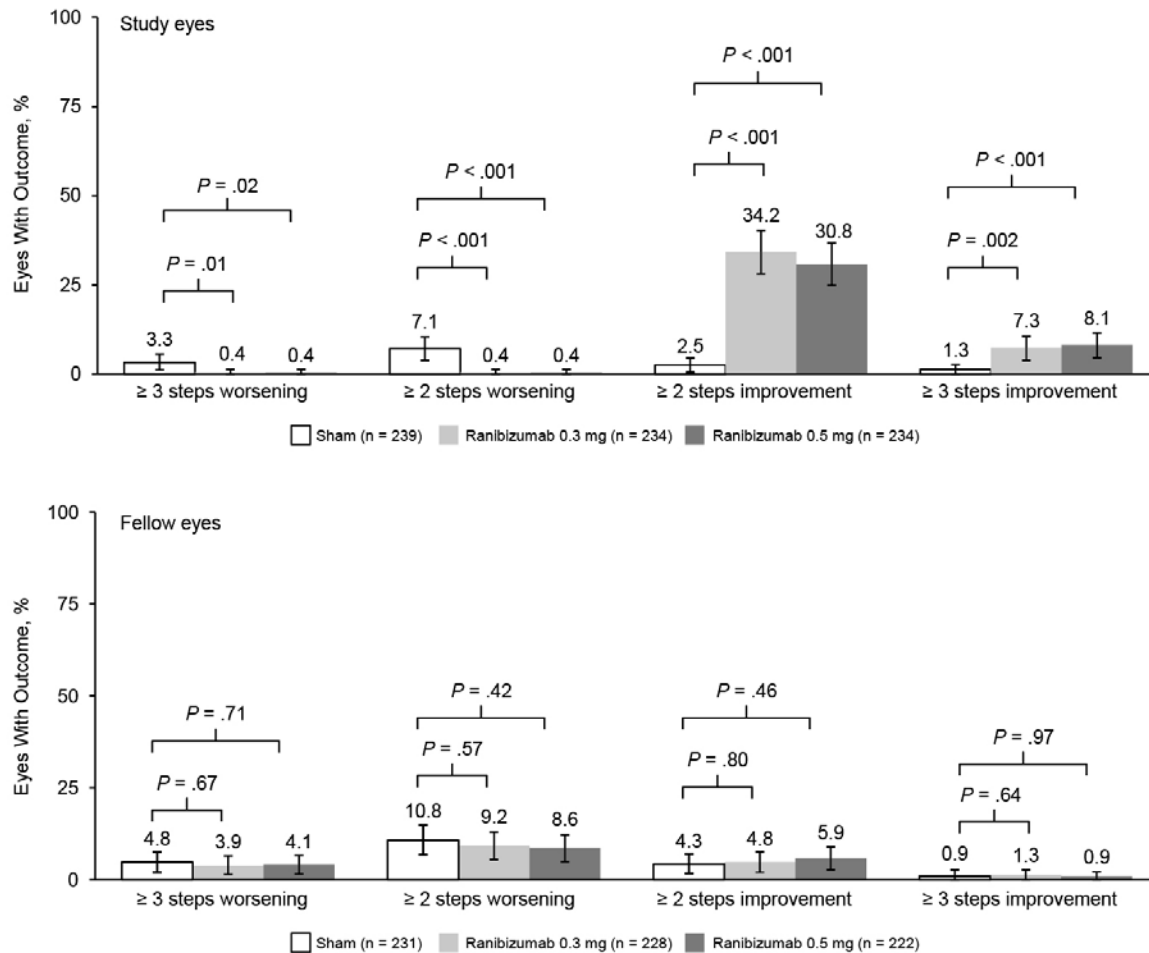 Study eyes
Eyes With Outcome, %
100
75
50
25
0
P = .02
P = .01
3.3
0.4
0.4
P < .001
P < .001
7.1
0.4
0.4
P < .001
P < .001
2.5
34.2
30.8
P < .001
P = .002
1.3
7.3
8.1
≥ 3 steps worsening
≥ 2 steps worsening
≥ 2 steps improvement
≥ 3 steps improvement
Sham (n = 239)
Ranibizumab 0.3 mg (n = 234)
Ranibizumab 0.5 mg (n = 234)
Fellow eyes
Eyes With Outcome, %
100
75
50
25
0
P = .71
P = .67
4.8
3.9
4.1
P = .42
P = .57
10.8
9.2
8.6
P = .46
P = .80
4.3
4.8
5.9
P = .97
P = .64
0.9
1.3
0.9
≥ 3 steps worsening
≥ 2 steps worsening
≥ 2 steps improvement
≥ 3 steps improvement
Sham (n = 231)
Ranibizumab 0.3 mg (n = 228)
Ranibizumab 0.5 mg (n = 222)